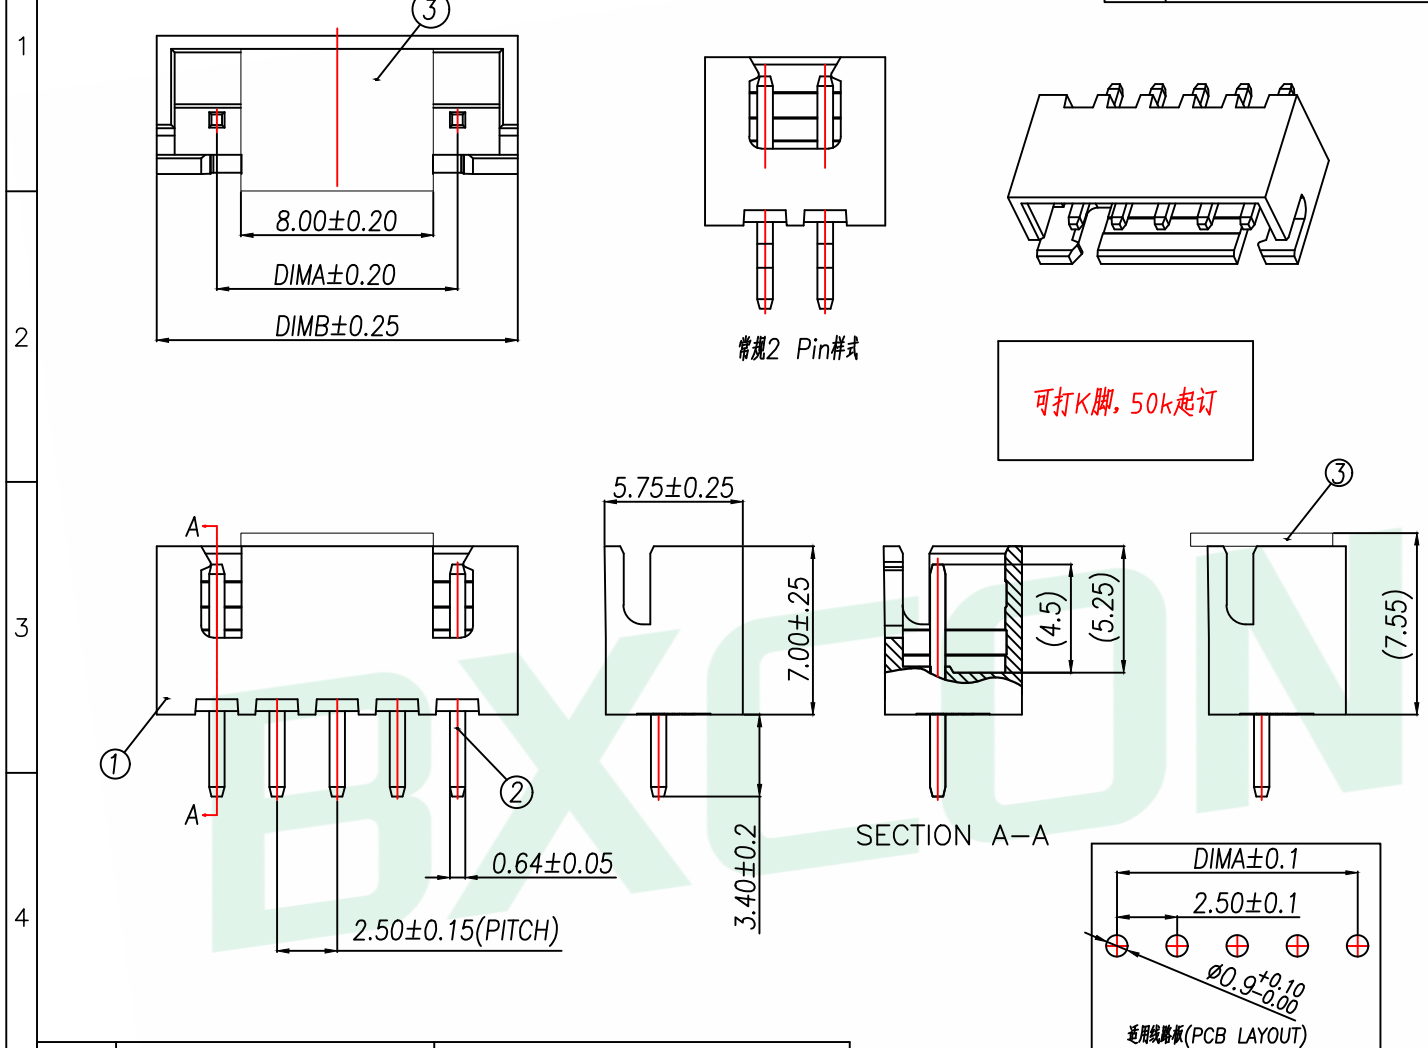 1
2
3
4
3
8.00±0.20
DIMA±0.20
DIMB±0.25
常规2 Pin样式
可打K脚，50k起订
A
A
1
2
0.64±0.05
2.50±0.15(PITCH)
5.75±0.25
7.00±.25
3.40±0.2
(4.5)
(5.25)
SECTION A-A
3
(7.55)
BXCON
DIMA±0.1
2.50±0.1
Ø0.9+0.10-0.00
适用线路板(PCB LAYOUT)